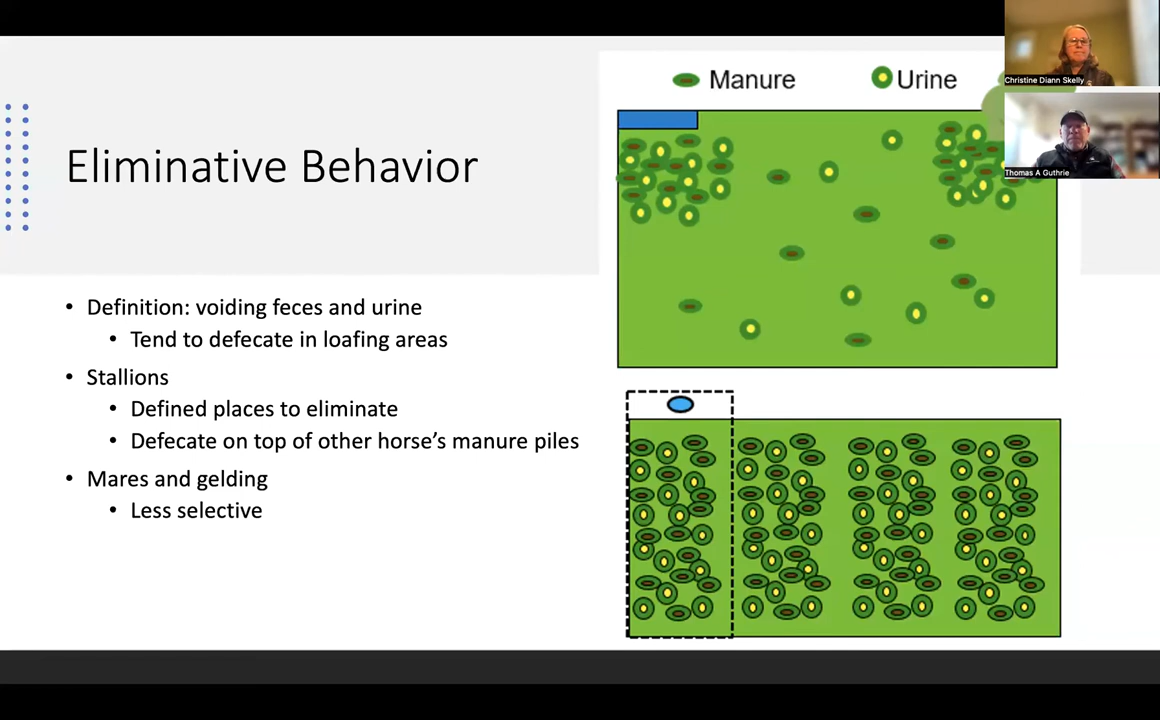 Eliminative Behavior
• Definition: voiding feces and urine
• Tend to defecate in loafing areas
• Stallions
• Defined places to eliminate
• Defecate on top of other horse's manure piles
• Mares and gelding
• Less selective
Manure
Urine
Christine Diann Skelly
Thomas A Guthrie